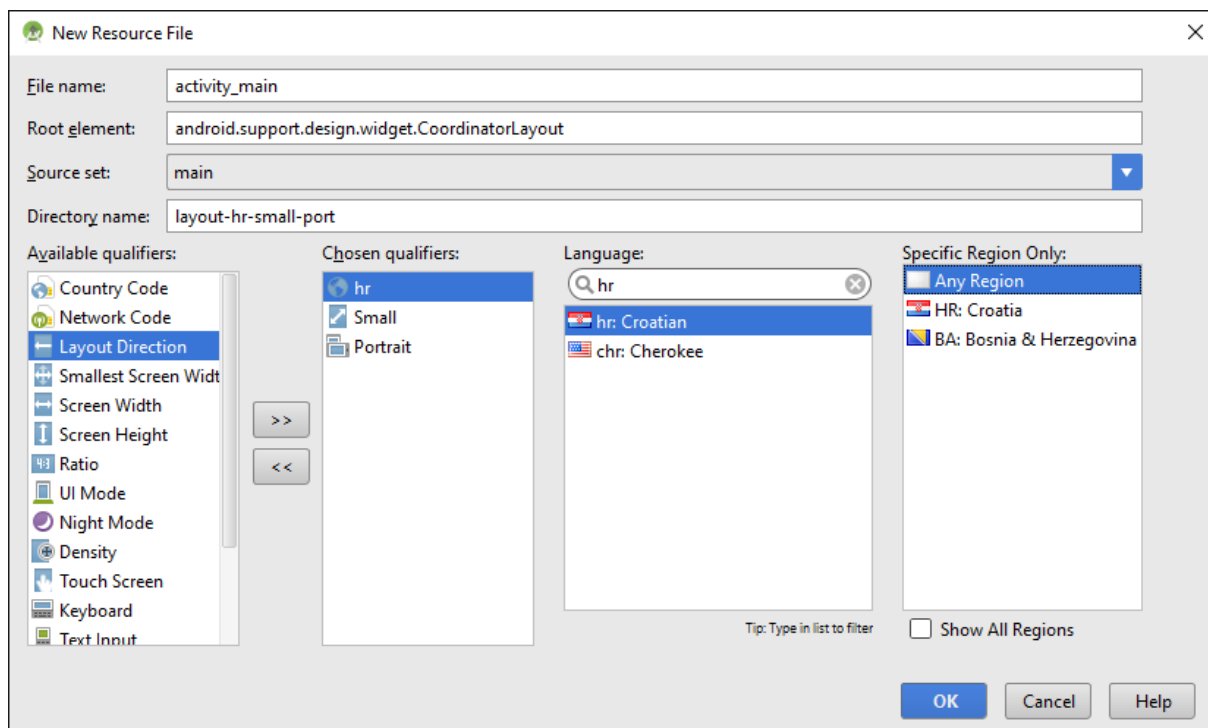 New Resource File
File name: activity_main
Root element: android.support.design.widget.CoordinatorLayout
Source set: main
Directory name: layout-hr-small-port
Available qualifiers:
Country Code
Network Code
Layout Direction
Smallest Screen Widt
Screen Width
Screen Height
Ratio
UI Mode
Night Mode
Density
Touch Screen
Keyboard
Text Input
>>
<<
Chosen qualifiers:
hr
Small
Portrait
Language:
hr
hr: Croatian
chr: Cherokee
Tip: Type in list to filter
Specific Region Only:
Any Region
HR: Croatia
BA: Bosnia & Herzegovina
Show All Regions
OK Cancel Help